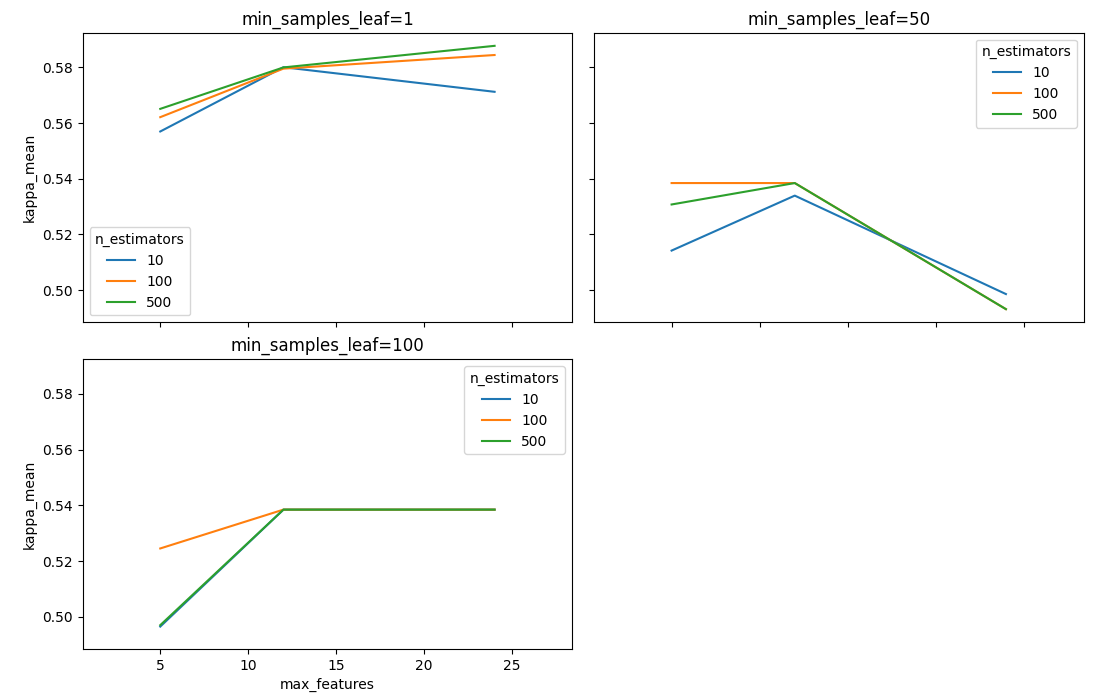 min_samples_leaf=1
kappa_mean
0.58
0.56
0.54
0.52
0.50
n_estimators
10
100
500
min_samples_leaf=50
n_estimators
10
100
500
min_samples_leaf=100
kappa_mean
0.58
0.56
0.54
0.52
0.50
n_estimators
10
100
500
5 10 15 20 25
max_features